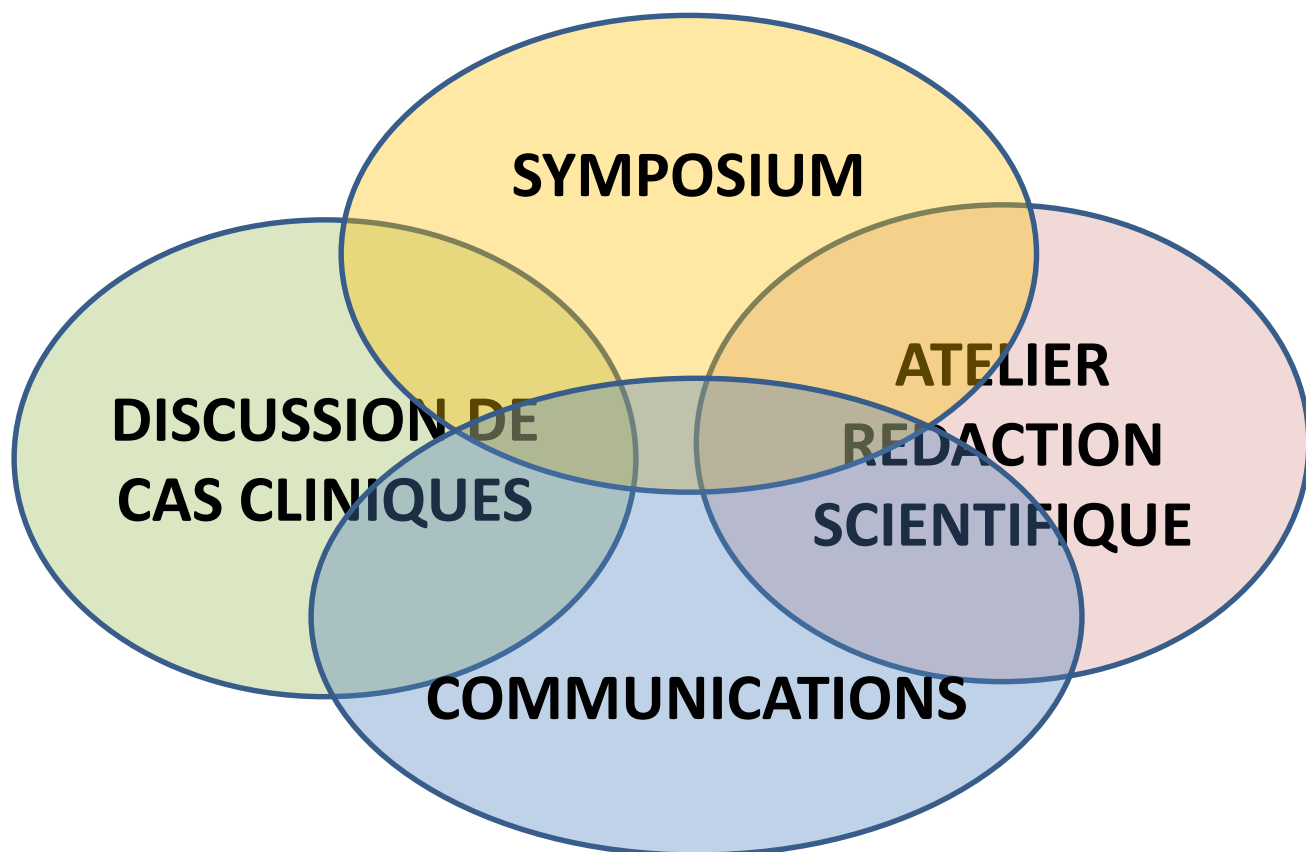 SYMPOSIUM
DISCUSSION DE
CAS CLINIQUES
ATELIER
REDACTION
SCIENTIFIQUE
COMMUNICATIONS